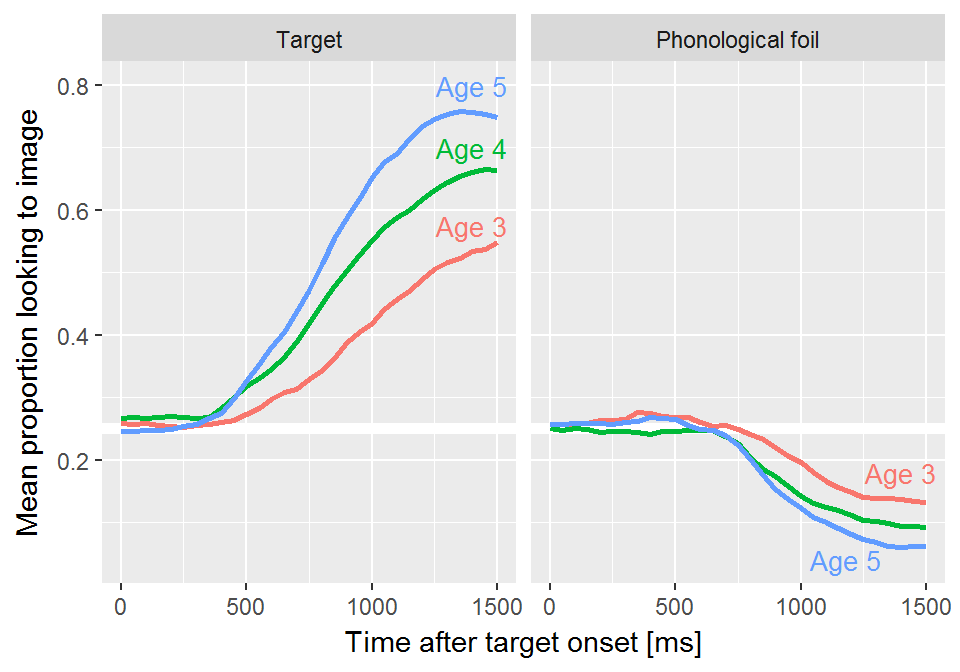 Target
Phonological foil
Mean proportion looking to image
0.8
0.6
0.4
0.2
Age 5
Age 4
Age 3
Age 3
Age 5
0 500 1000 1500
0 500 1000 1500
Time after target onset [ms]